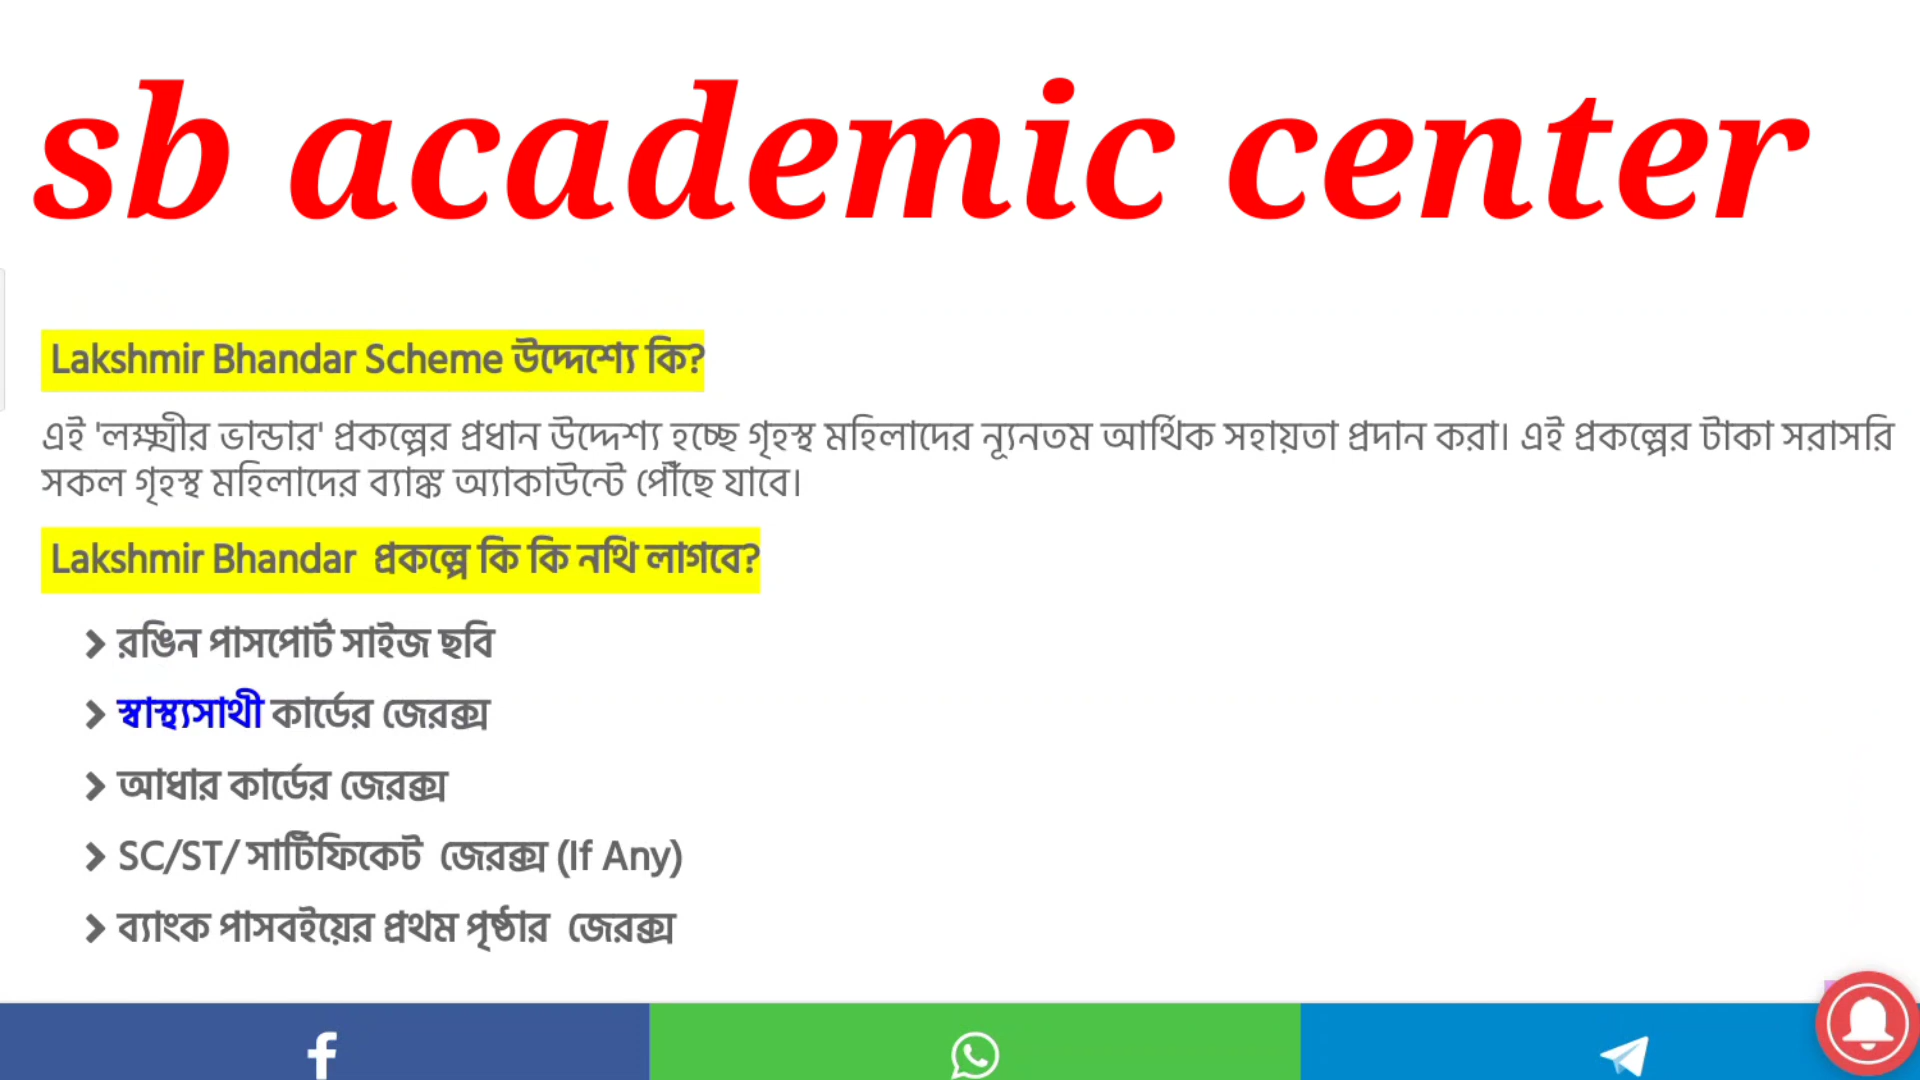 sb academic center
Lakshmir Bhandar Scheme উদ্দেশ্যে কি?
এই 'লক্ষ্মীর ভান্ডার' প্রকল্পের প্রধান উদ্দেশ্য হচ্ছে গৃহস্থ মহিলাদের ন্যূনতম আর্থিক সহায়তা প্রদান করা। এই প্রকল্পের টাকা সরাসরি
সকল গৃহস্থ মহিলাদের ব্যাঙ্ক অ্যাকাউন্টে পৌঁছে যাবে।
Lakshmir Bhandar প্রকল্পে কি কি নথি লাগবে?
রঙিন পাসপোর্ট সাইজ ছবি
স্বাস্থ্যসাথী কার্ডের জেরক্স
আধার কার্ডের জেরক্স
SC/ST/ সার্টিফিকেট জেরক্স (If Any)
ব্যাংক পাসবইয়ের প্রথম পৃষ্ঠার জেরক্স